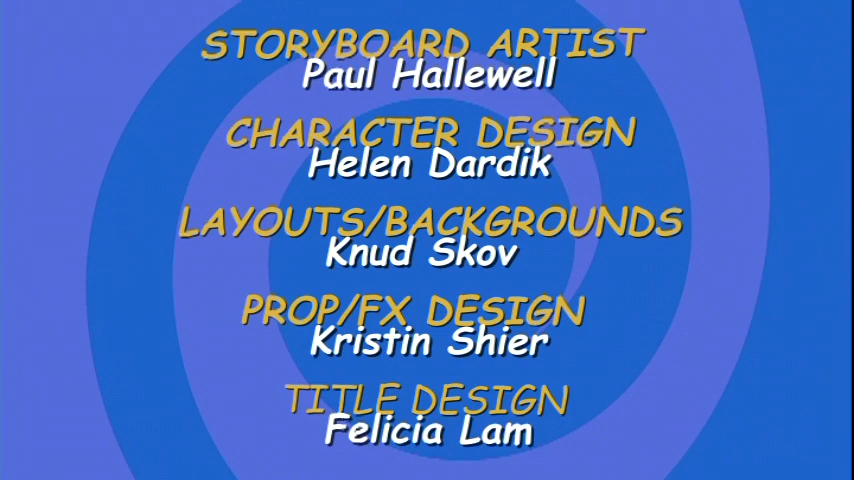 STORYBOARD ARTIST
Paul Hallewell
CHARACTER DESIGN
Helen Dardik
LAYOUTS/BACKGROUNDS
Knud Skov
PROP/FX DESIGN
Kristin Shier
TITLE DESIGN
Felicia Lam